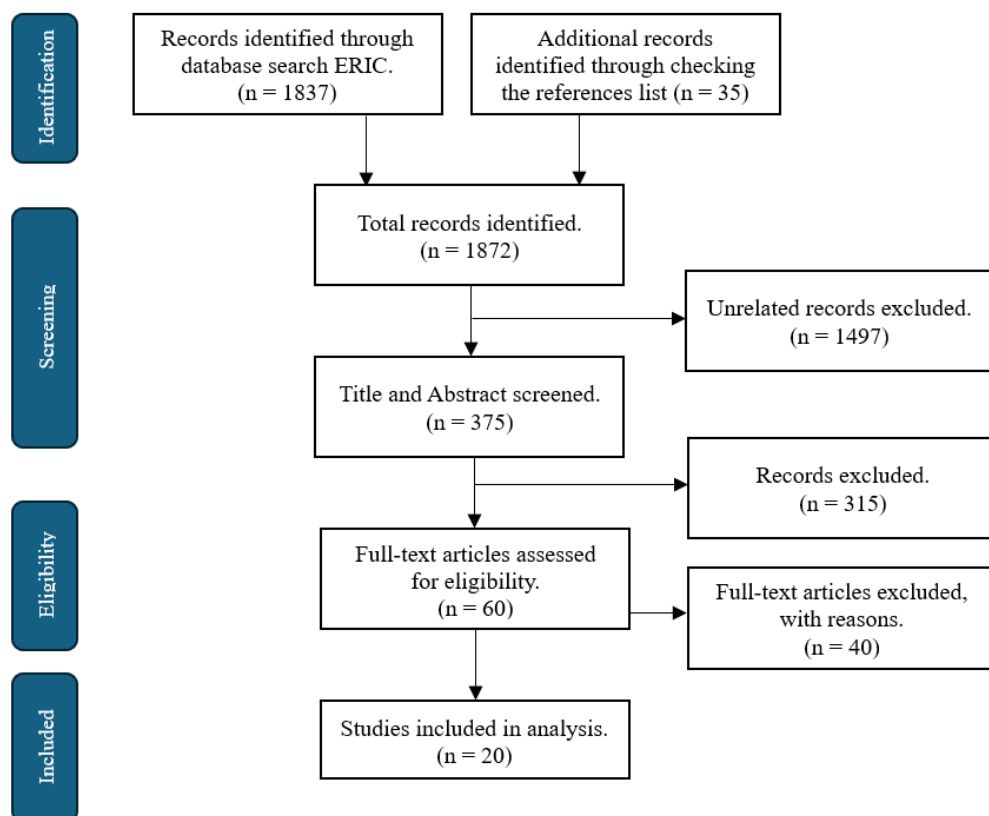 Identification
Records identified through
database search ERIC.
(n = 1837)
Additional records
identified through checking
the references list (n = 35)
Screening
Total records identified.
(n = 1872)
Unrelated records excluded.
(n = 1497)
Title and Abstract screened.
(n = 375)
Records excluded.
(n = 315)
Eligibility
Full-text articles assessed
for eligibility.
(n = 60)
Full-text articles excluded,
with reasons.
(n = 40)
Included
Studies included in analysis.
(n = 20)